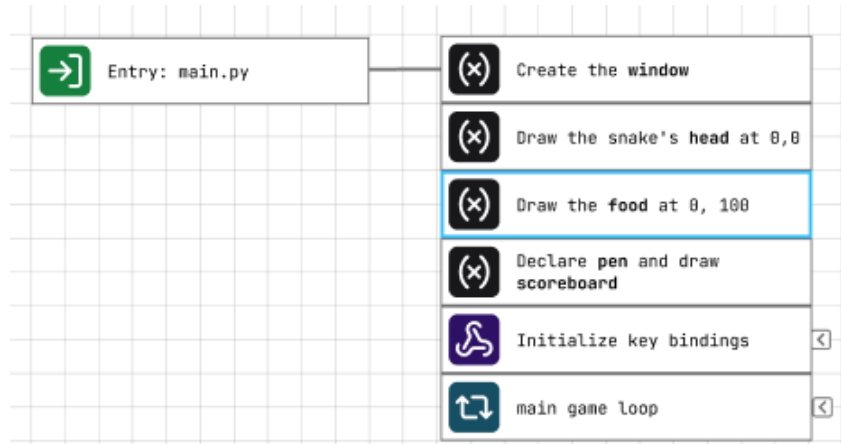 Entry: main.py
Create the window
Draw the snake's head at 0,0
Draw the food at 0, 100
Declare pen and draw
scoreboard
Initialize key bindings
main game loop